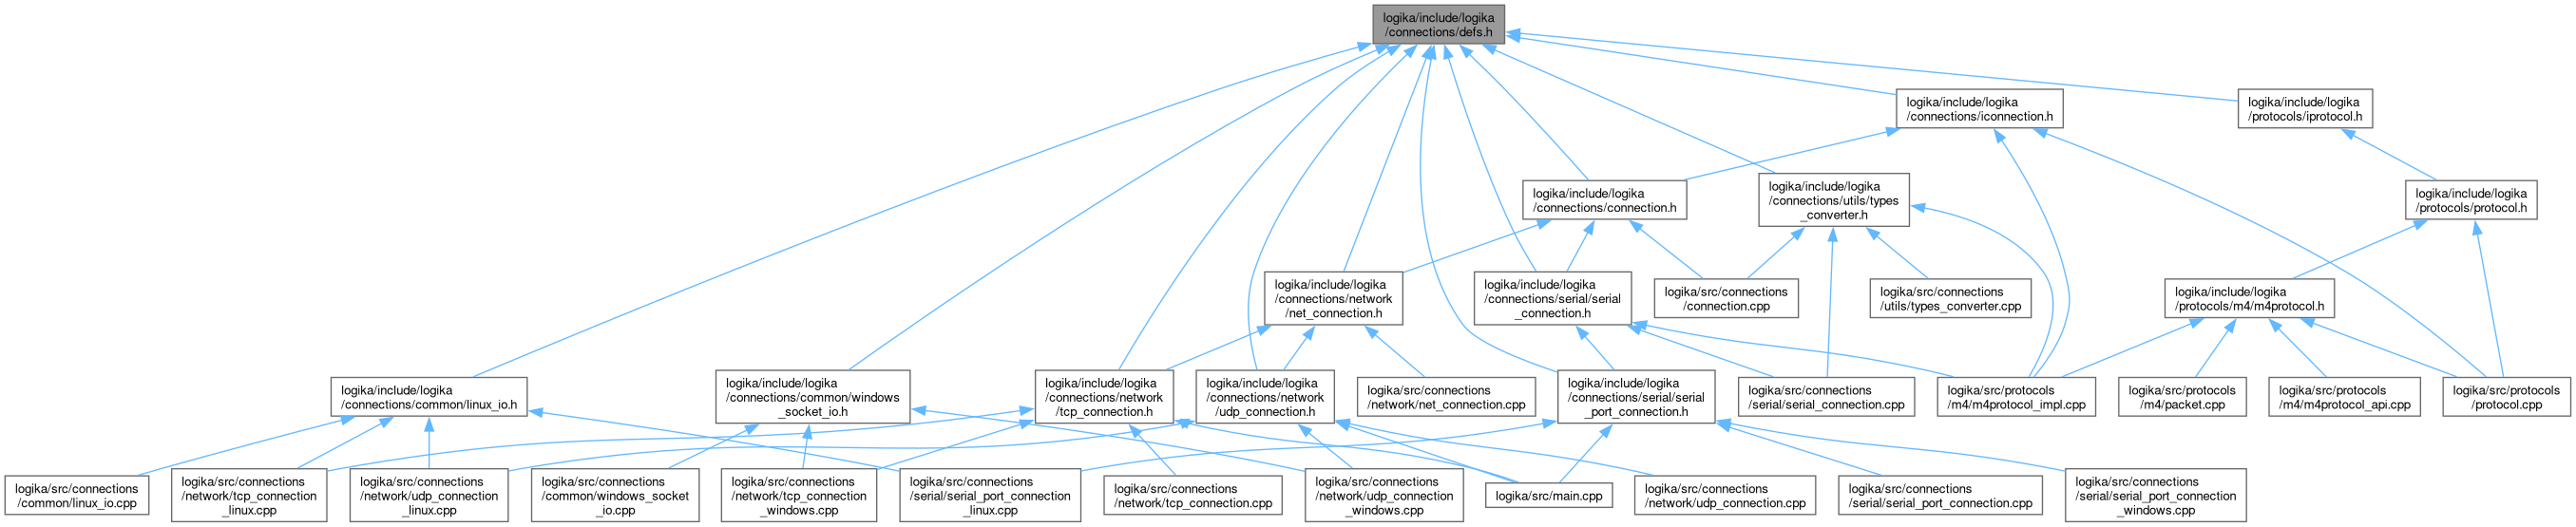 logika/include/logika
/connections/defs.h
logika/include/logika
/connections/iconnection.h
logika/include/logika
/protocols/iprotocol.h
logika/include/logika
/connections/connection.h
logika/include/logika
/connections/utils/types
_converter.h
logika/include/logika
/protocols/protocol.h
logika/include/logika
/connections/network
/net_connection.h
logika/include/logika
/connections/serial/serial
_connection.h
logika/src/connections
/connection.cpp
logika/src/connections
/utils/types_converter.cpp
logika/include/logika
/protocols/m4/m4protocol.h
logika/include/logika
/connections/common/linux_io.h
logika/include/logika
/connections/common/windows
_socket_io.h
logika/include/logika
/connections/network
/tcp_connection.h
logika/include/logika
/connections/network
/udp_connection.h
logika/src/connections
/network/net_connection.cpp
logika/include/logika
/connections/serial/serial
_port_connection.h
logika/src/connections
/serial/serial_connection.cpp
logika/src/protocols
/m4/m4protocol_impl.cpp
logika/src/protocols
/m4/packet.cpp
logika/src/protocols
/m4/m4protocol_api.cpp
logika/src/protocols
/protocol.cpp
logika/src/connections
/common/linux_io.cpp
logika/src/connections
/network/tcp_connection
_linux.cpp
logika/src/connections
/network/udp_connection
_linux.cpp
logika/src/connections
/common/windows_socket
_io.cpp
logika/src/connections
/network/tcp_connection
_windows.cpp
logika/src/connections
/serial/serial_port_connection
_linux.cpp
logika/src/connections
/network/tcp_connection.cpp
logika/src/connections
/network/udp_connection
_windows.cpp
logika/src/main.cpp
logika/src/connections
/network/udp_connection.cpp
logika/src/connections
/serial/serial_port_connection.cpp
logika/src/connections
/serial/serial_port_connection
_windows.cpp